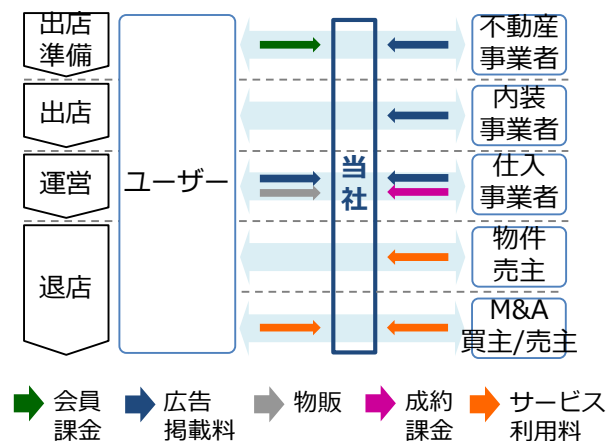 出店
準備
不動産
事業者
出店
内装
事業者
運営
ユーザー
当
社
仕入
事業者
退店
物件
売主
M&A
買主/売主
会員
課金
広告
掲載料
物販
成約
課金
サービス
利用料